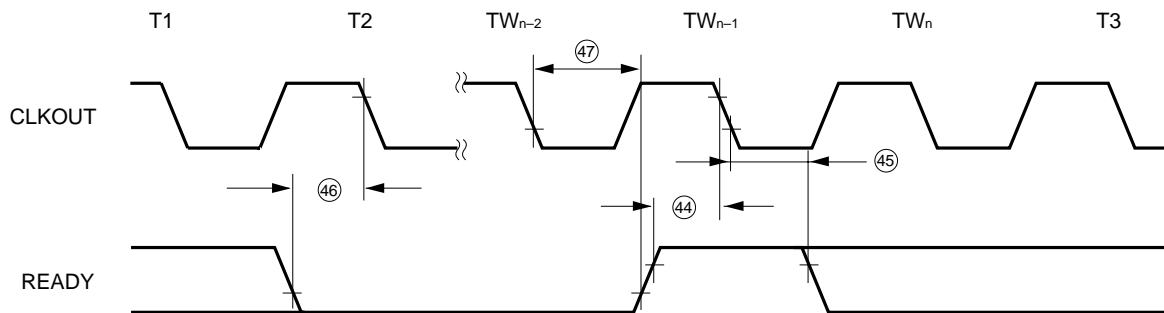 T1 T2 TWn–2 TWn–1 TWn T3
㊼
CLKOUT
㊺
㊻ ㊹
READY